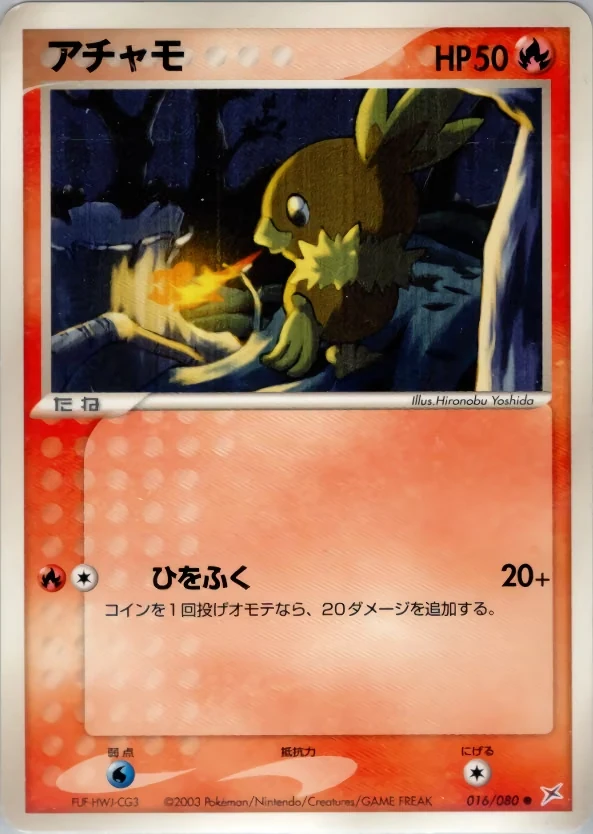 アチャモ HP50
たね
Illus.Hironobu Yoshida
ひをふく 20+
コインを1回投げオモテなら、20ダメージを追加する。
弱点 抵抗力 にげる
FUF-HWJ-CG3 ©2003 Pokémon/Nintendo/Creatures/GAME FREAK 016/080 ●